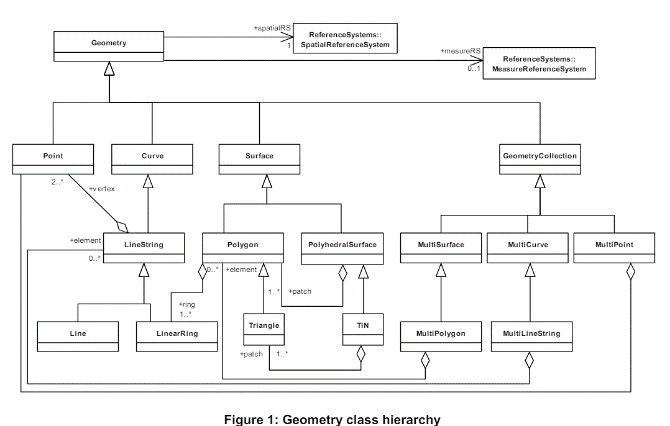 +spatialRS
Geometry
1
ReferenceSystems::
SpatialReferenceSystem
+mesureRS
0..1
ReferenceSystems::
MeasureReferenceSystem
Point
Curve
Surface
GeometryCollection
2..*
+vertex
+element
0..*
LineString
Polygon
PolyhedralSurface
MultiSurface
MultiCurve
MultiPoint
0..*
+element
+ring
1..*
1..*
+patch
Line
LinearRing
Triangle
TIN
MultiPolygon
MultiLineString
+patch
1..*
Figure 1: Geometry class hierarchy